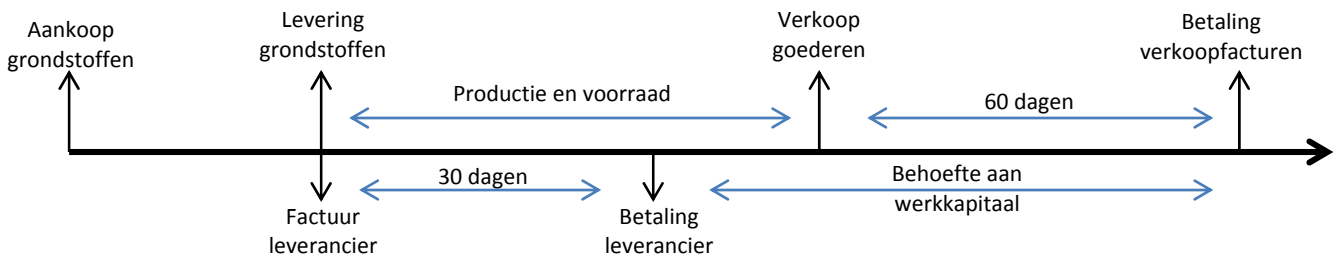 Aankoop
grondstoffen
Levering
grondstoffen
Verkoop
goederen
Betaling
verkoopfacturen
Productie en voorraad
60 dagen
30 dagen
Behoefte aan
werkkapitaal
Factuur
leverancier
Betaling
leverancier